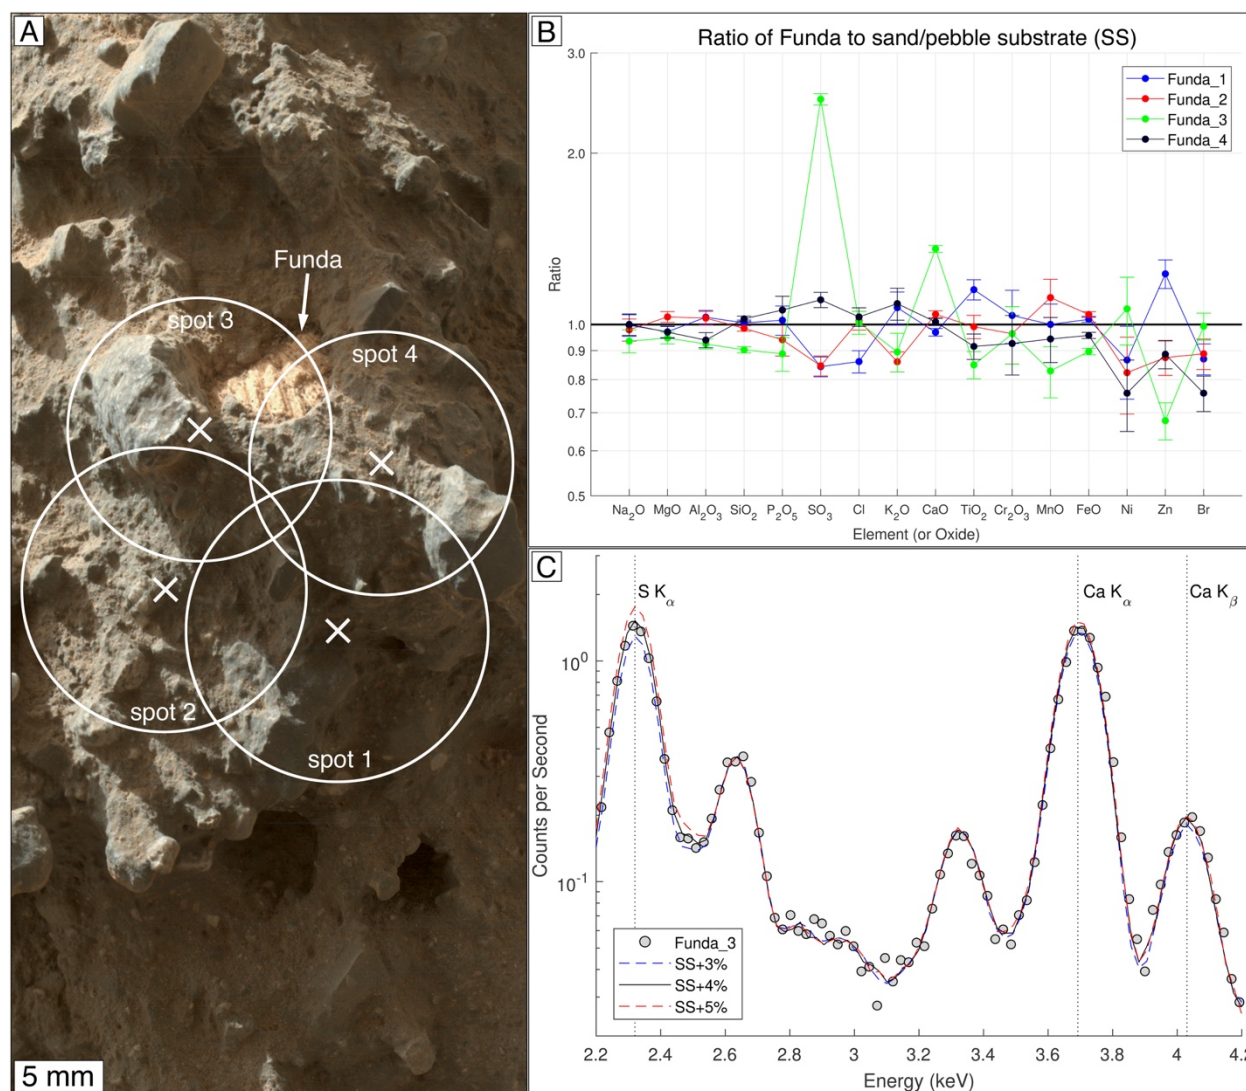 A
Funda
spot 3
spot 4
spot 2
spot 1
5 mm
B
Ratio of Funda to sand/pebble substrate (SS)
3.0
2.0
1.0
0.9
0.8
0.7
0.6
0.5
Ratio
Funda_1
Funda_2
Funda_3
Funda_4
Na₂O MgO Al₂O₃ SiO₂ P₂O₅ SO₃ Cl K₂O CaO TiO₂ Cr₂O₃ MnO FeO Ni Zn Br
Element (or Oxide)
C
S Kα
Ca Kα
Ca Kβ
10⁰
10⁻¹
Counts per Second
Funda_3
SS+3%
SS+4%
SS+5%
2.2 2.4 2.6 2.8 3 3.2 3.4 3.6 3.8 4 4.2
Energy (keV)